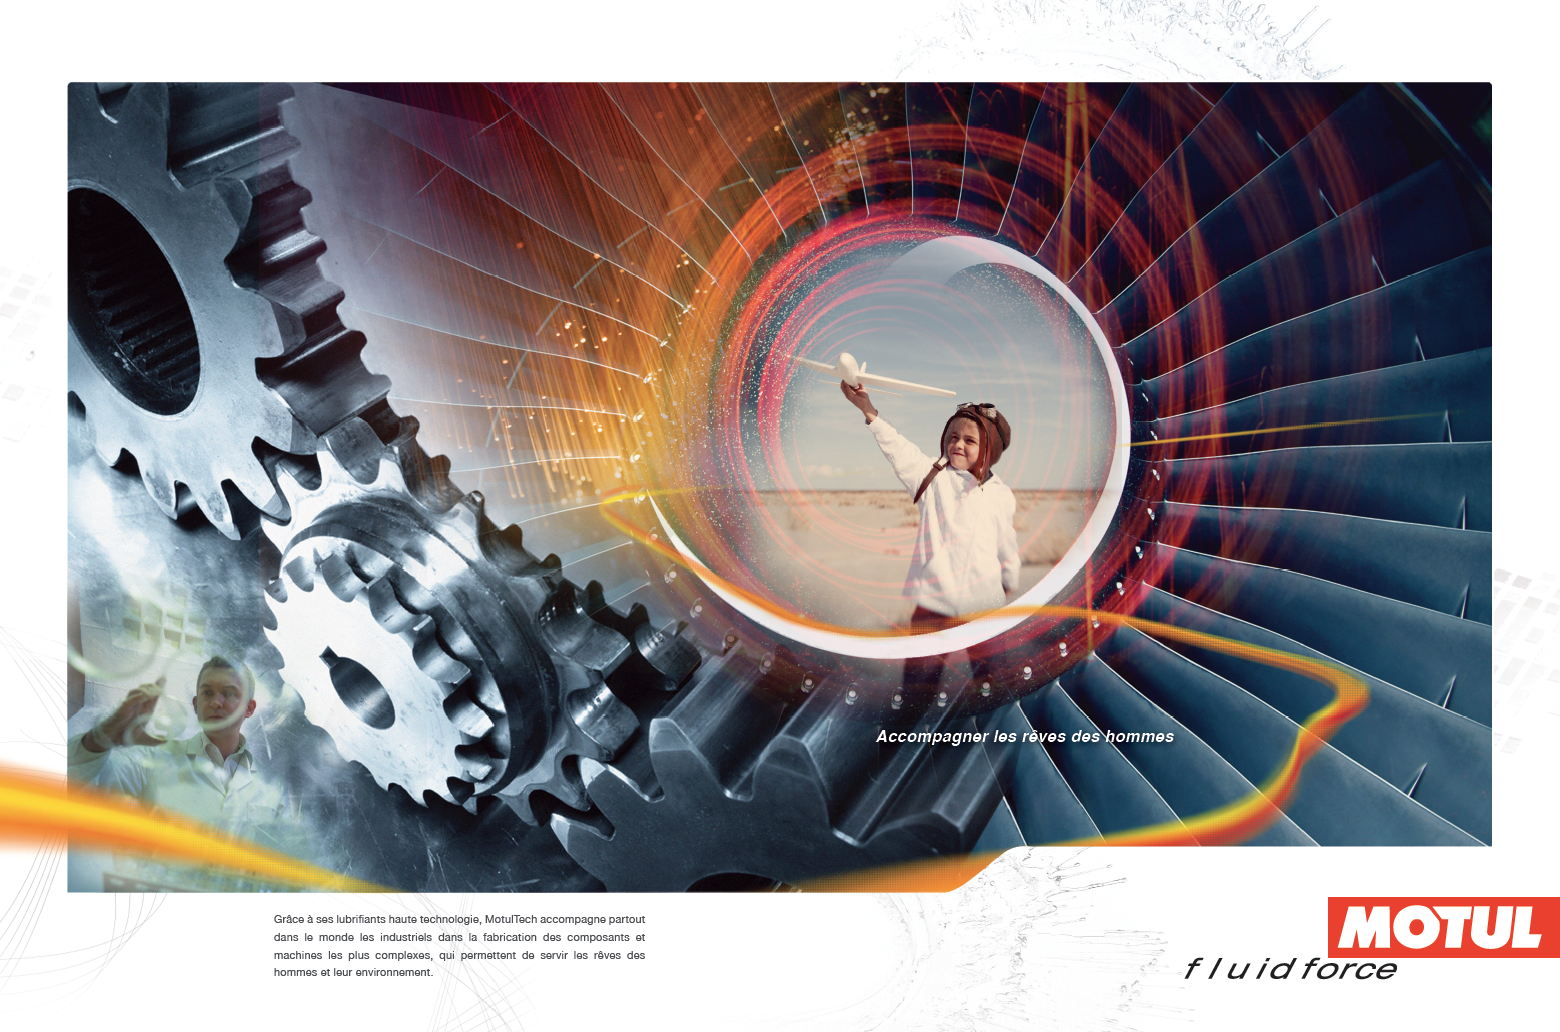 Accompagner les rêves des hommes
Grâce à ses lubrifiants haute technologie, MotulTech accompagne partout
dans le monde les industriels dans la fabrication des composants et
machines les plus complexes, qui permettent de servir les rêves des
hommes et leur environnement.
MOTUL
fluidforce